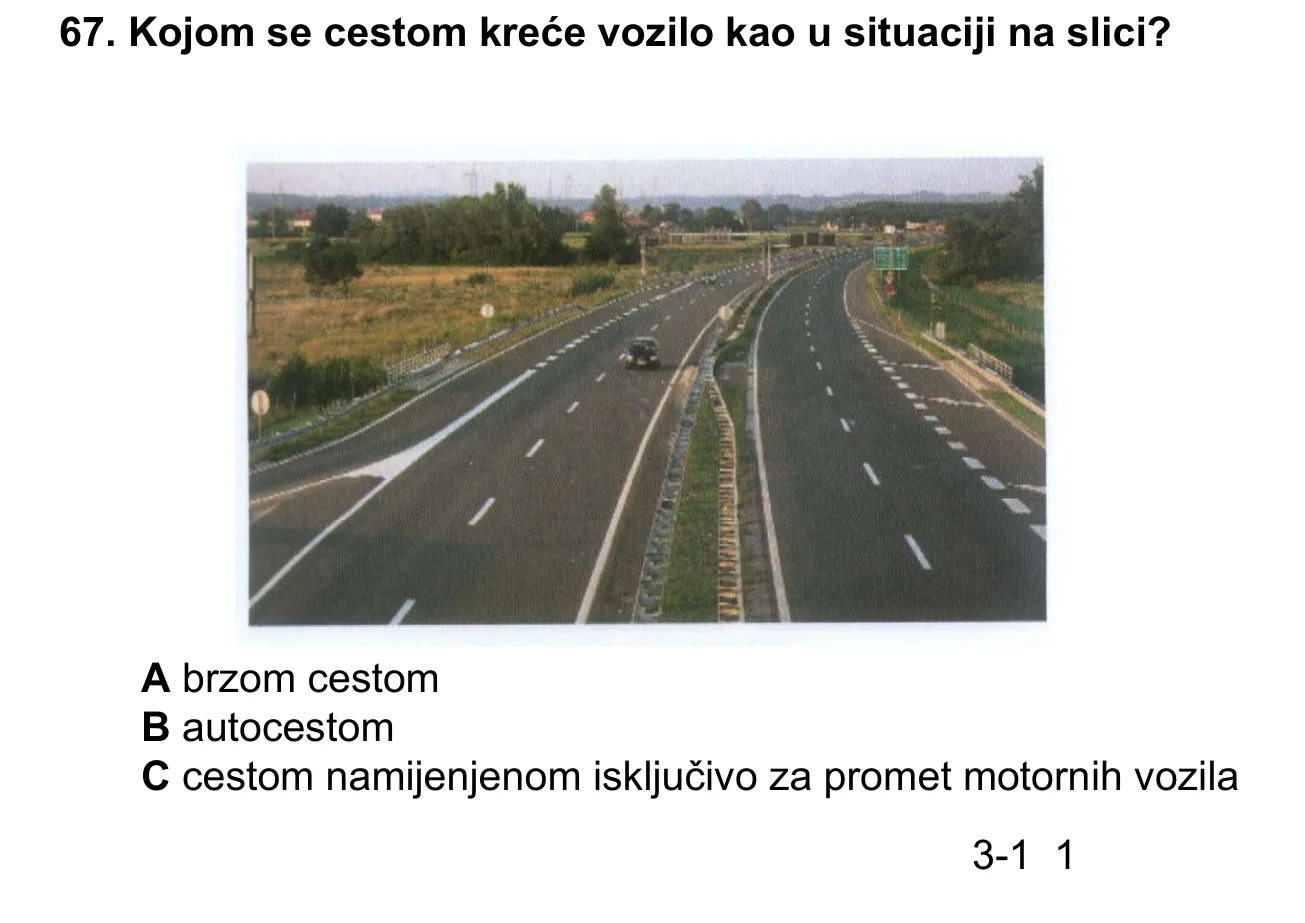 67. Kojom se cestom kreće vozilo kao u situaciji na slici?
A brzom cestom
B autocestom
C cestom namijenjenom isključivo za promet motornih vozila
3-1 1